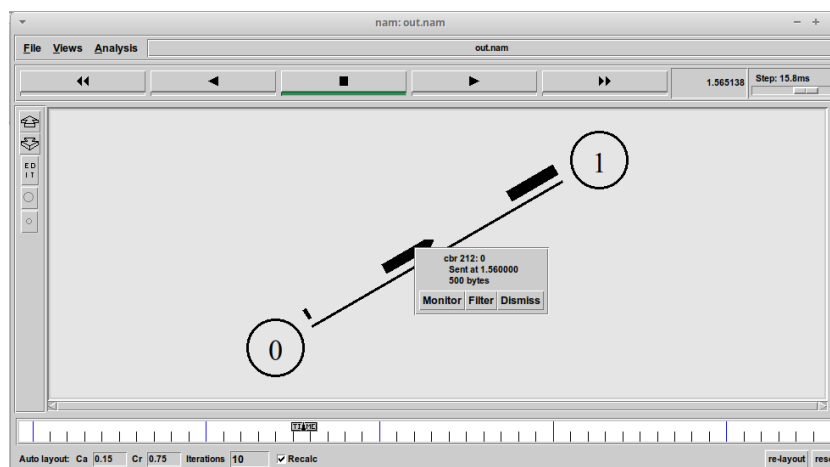 nam: out.nam
File Views Analysis out.nam
1.565138 Step: 15.8ms
ED
IT
1
cbr 212: 0
Sent at 1.560000
500 bytes
Monitor Filter Dismiss
0
TIME
Auto layout: Ca 0.15 Cr 0.75 Iterations 10 Recalc re-layout rese